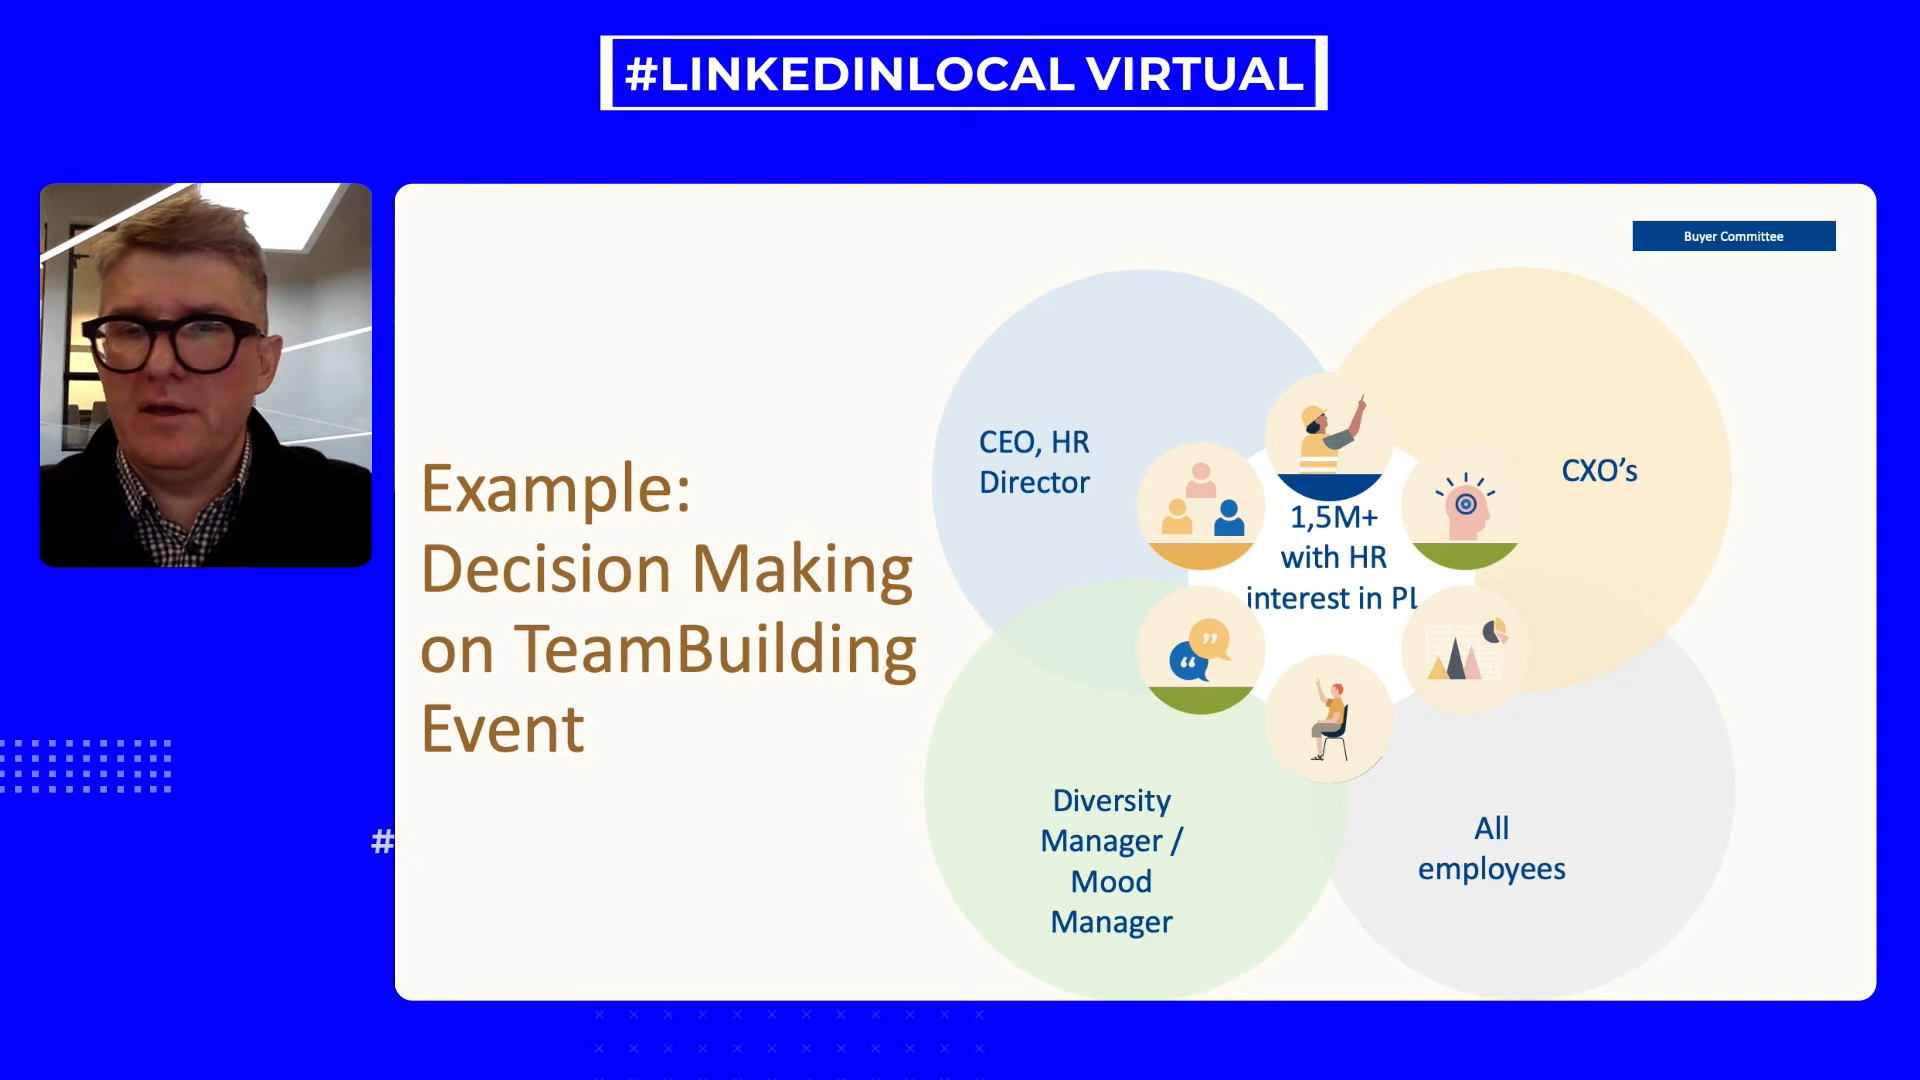 #LINKEDINLOCAL VIRTUAL
Buyer Committee
Example:
Decision Making
on TeamBuilding
Event
CEO, HR
Director
CXO’s
1,5M+
with HR
interest in PL
Diversity
Manager /
Mood
Manager
All
employees
#